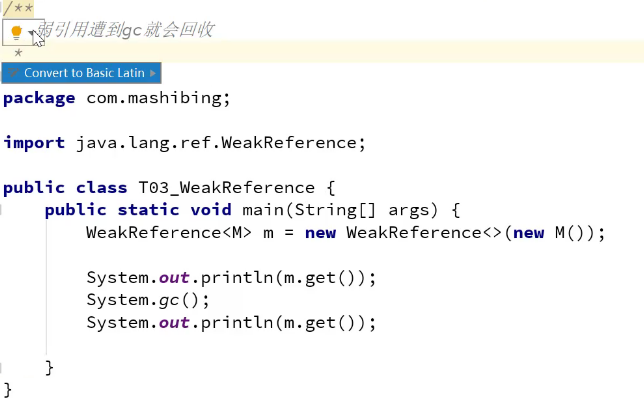 /**
弱引用遭到gc就会回收
*
Convert to Basic Latin
package com.mashibing;
import java.lang.ref.WeakReference;
public class T03_WeakReference {
public static void main(String[] args) {
WeakReference<M> m = new WeakReference<>(new M());
System.out.println(m.get());
System.gc();
System.out.println(m.get());
}
}